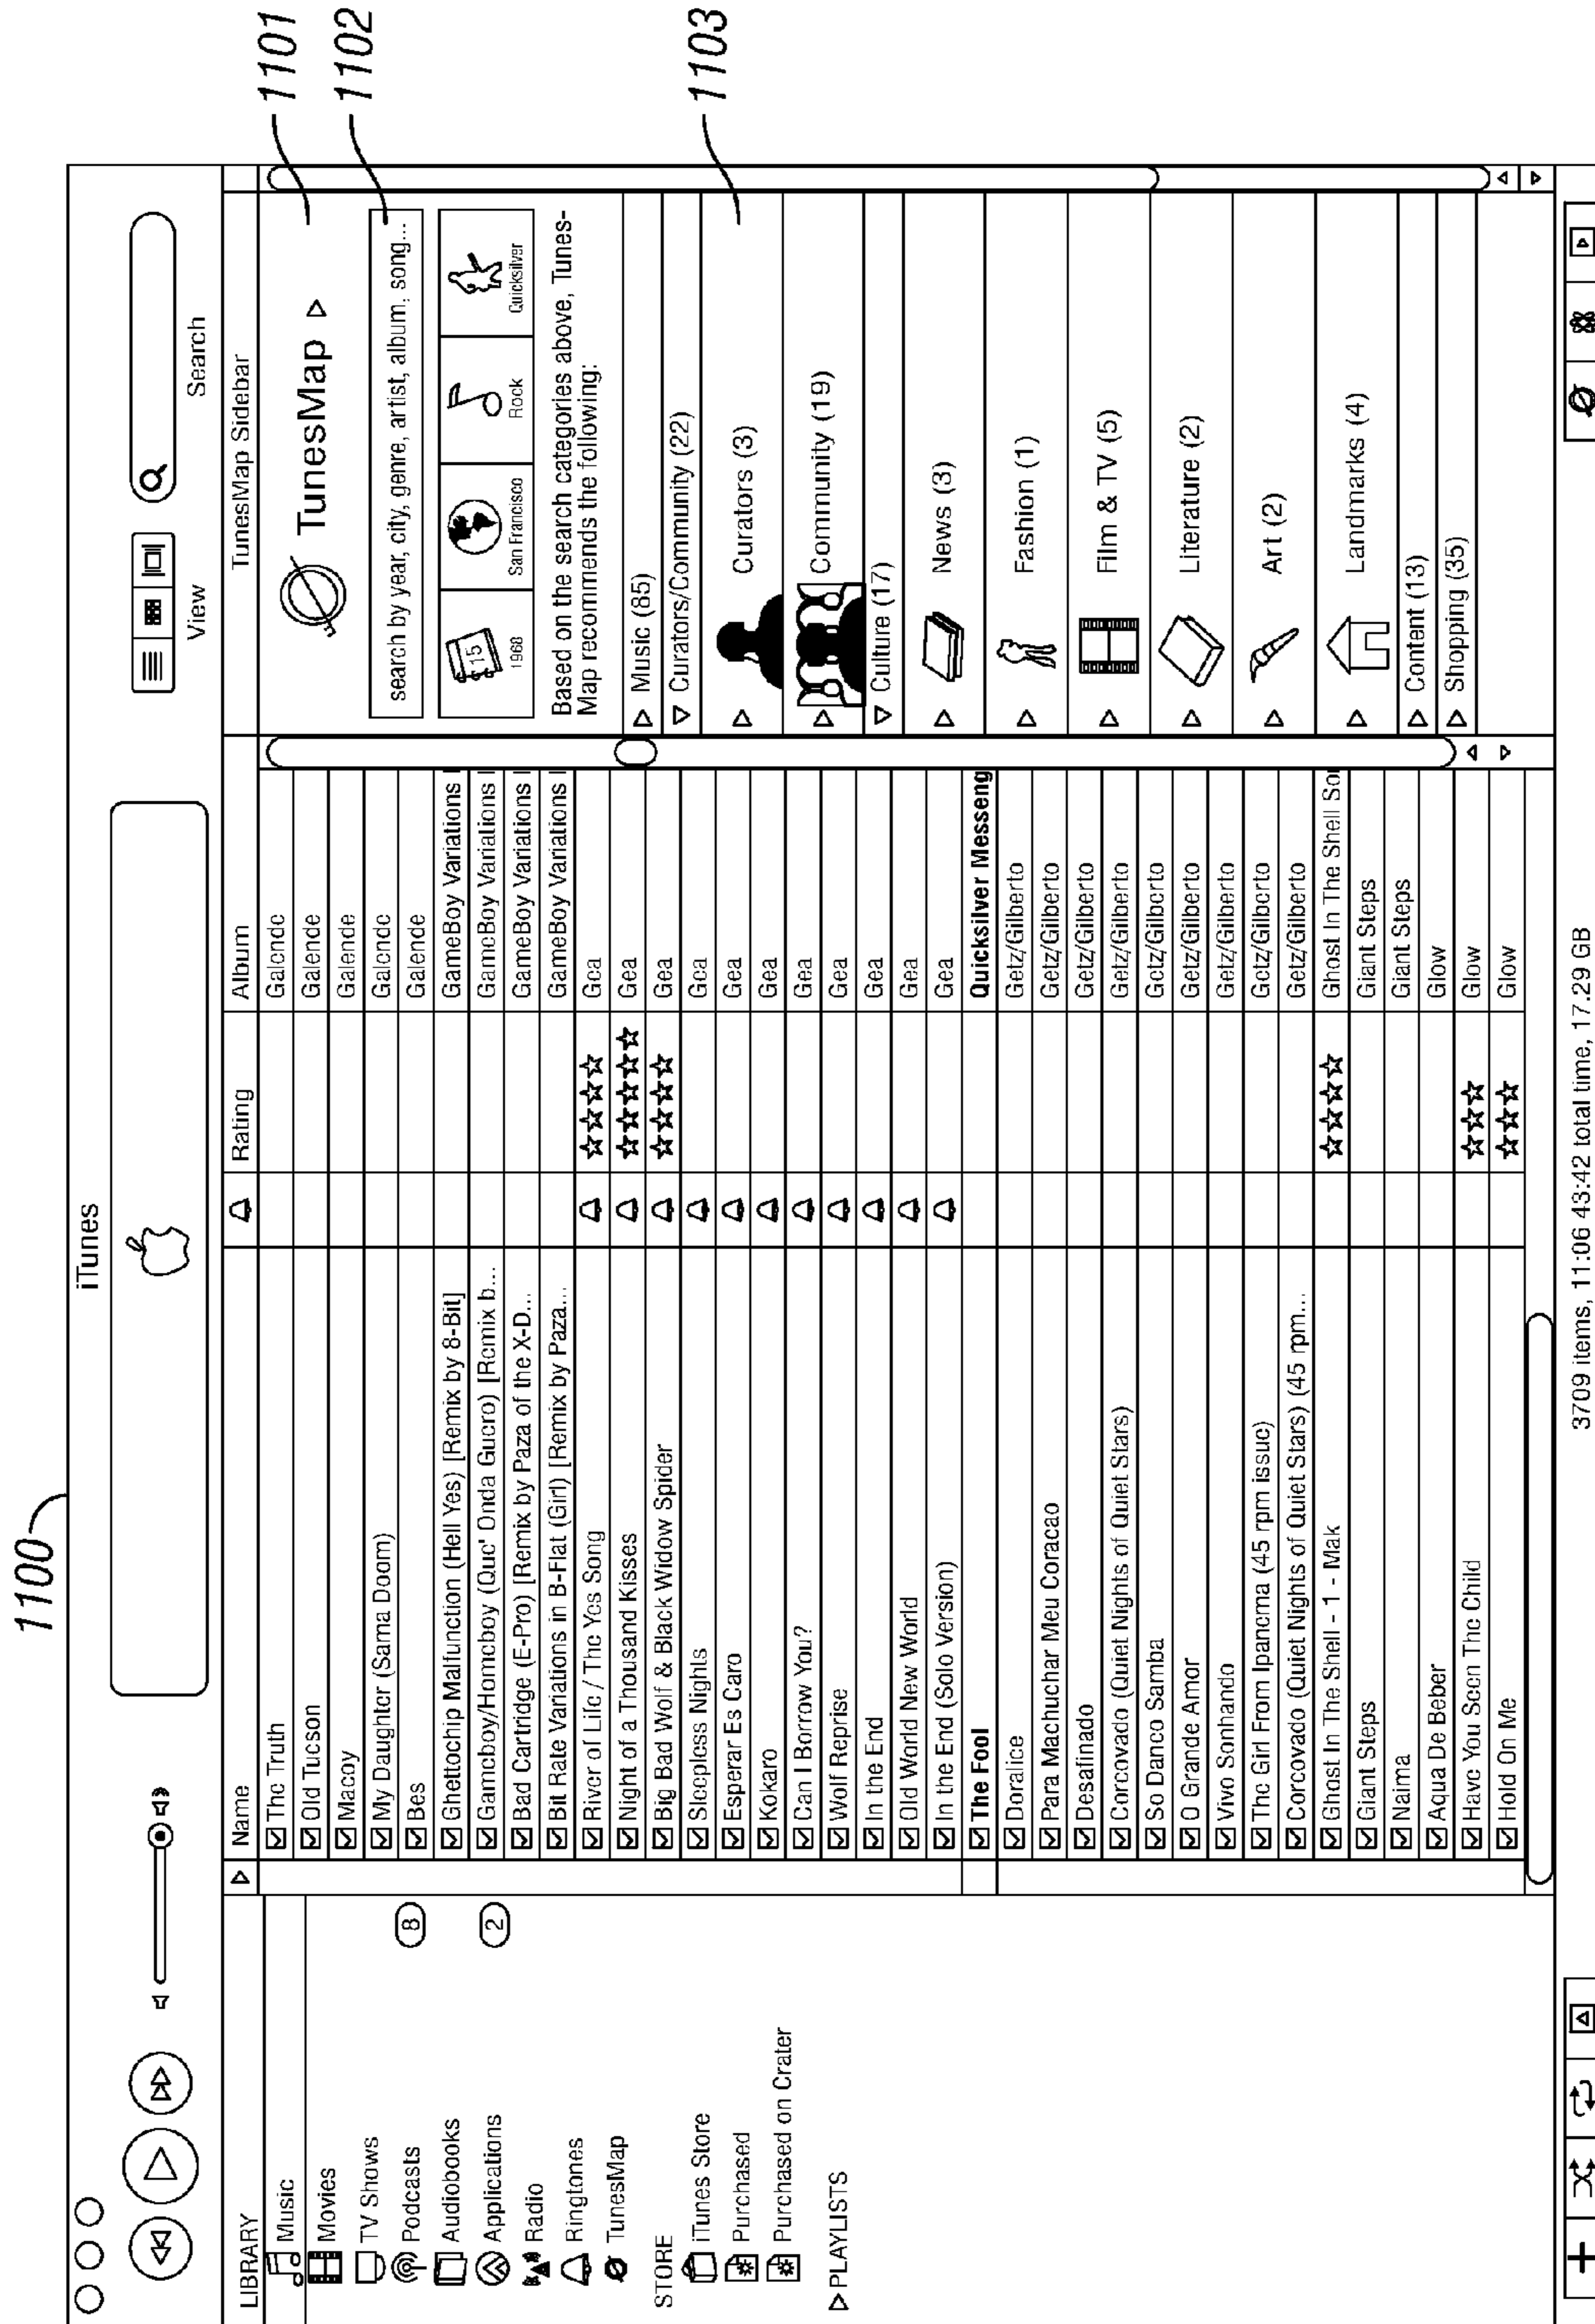 1100
iTunes
View
Search
LIBRARY
Music
Movies
TV Shows
Podcasts
8
Audiobooks
Applications
2
Radio
Ringtones
TunesMap
STORE
iTunes Store
Purchased
Purchased on Crater
PLAYLISTS
Name Rating Album
The Truth Galende
Old Tucson Galende
Macoy Galende
My Daughter (Sama Doom) Galende
Bes Galende
Ghettochip Malfunction (Hell Yes) [Remix by 8-Bit] GameBoy Variations
Gameboy/Homeboy (Que' Onda Guero) [Remix b... GameBoy Variations
Bad Cartridge (E-Pro) [Remix by Paza of the X-D... GameBoy Variations
Bit Rate Variations in B-Flat (Girl) [Remix by Paza... GameBoy Variations
River of Life / The Yes Song ☆☆☆☆ Gea
Night of a Thousand Kisses ☆☆☆☆☆ Gea
Big Bad Wolf & Black Widow Spider ☆☆☆☆ Gea
Sleepless Nights Gea
Esperar Es Caro Gea
Kokaro Gea
Can I Borrow You? Gea
Wolf Reprise Gea
In the End Gea
Old World New World Gea
In the End (Solo Version) Gea
The Fool Quicksilver Messeng
Doralice Getz/Gilberto
Para Machuchar Meu Coracao Getz/Gilberto
Desafinado Getz/Gilberto
Corcovado (Quiet Nights of Quiet Stars) Getz/Gilberto
So Danco Samba Getz/Gilberto
O Grande Amor Getz/Gilberto
Vivo Sonhando Getz/Gilberto
The Girl From Ipanema (45 rpm issue) Getz/Gilberto
Corcovado (Quiet Nights of Quiet Stars) (45 rpm... Getz/Gilberto
Ghost In The Shell - 1 - Mak ☆☆☆☆ Ghost In The Shell Sou
Giant Steps Giant Steps
Naima Giant Steps
Aqua De Beber Glow
Have You Seen The Child ☆☆☆ Glow
Hold On Me ☆☆☆ Glow
TunesMap Sidebar
TunesMap
1101
search by year, city, genre, artist, album, song...
1102
15
1968
San Francisco
Rock
Quicksilver
Based on the search categories above, Tunes-
Map recommends the following:
Music (85)
Curators/Community (22)
Curators (3)
1103
Community (19)
Culture (17)
News (3)
Fashion (1)
Film & TV (5)
Literature (2)
Art (2)
Landmarks (4)
Content (13)
Shopping (35)
3709 items, 11:06 43:42 total time, 17.29 GB